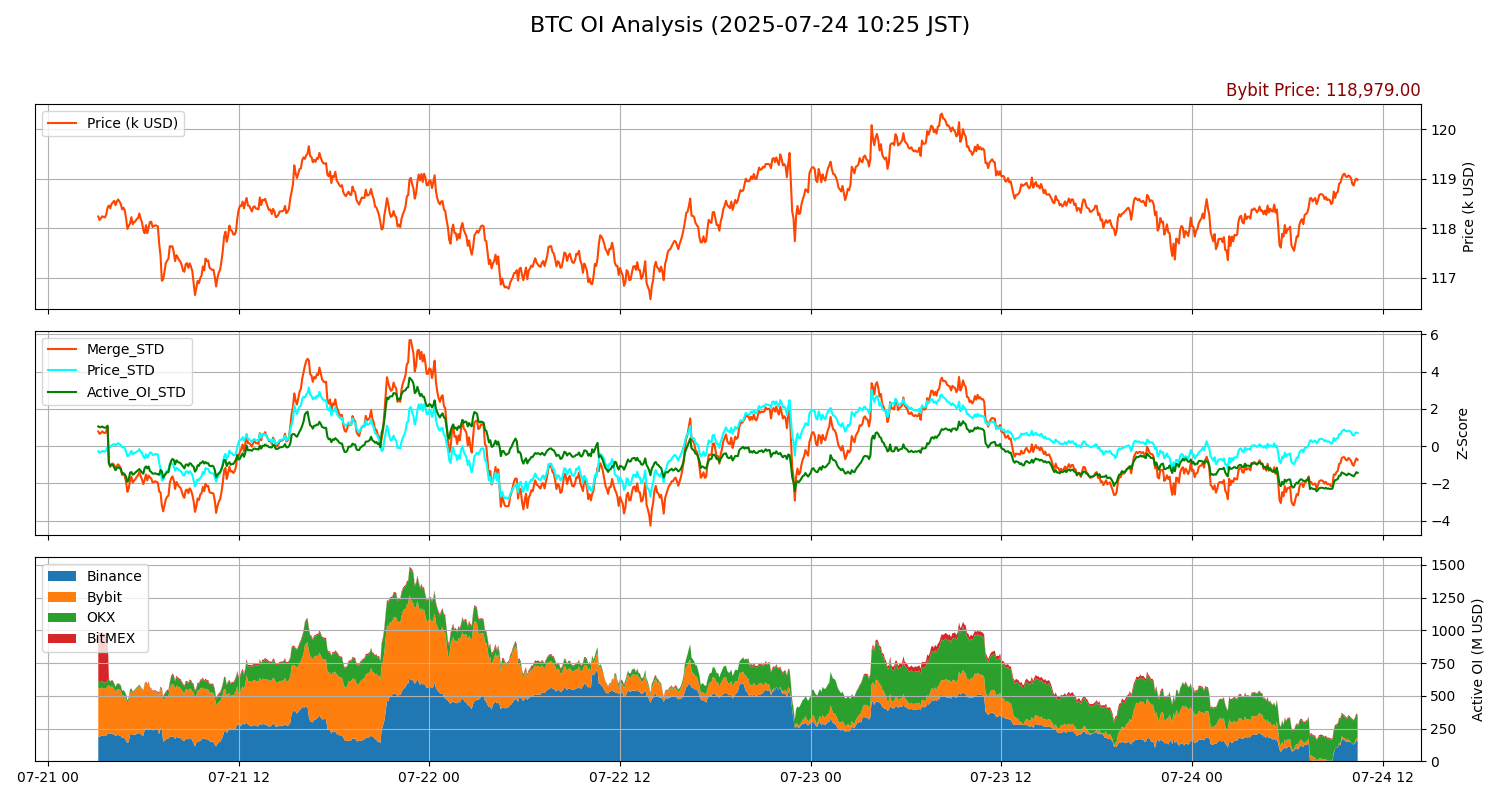 BTC OI Analysis (2025-07-24 10:25 JST)
Bybit Price: 118,979.00
Price (k USD)
120
119
118
117
Price (k USD)
Merge_STD
Price_STD
Active_OI_STD
6
4
2
0
−2
−4
Z-Score
Binance
Bybit
OKX
BitMEX
1500
1250
1000
750
500
250
0
Active OI (M USD)
07-21 00
07-21 12
07-22 00
07-22 12
07-23 00
07-23 12
07-24 00
07-24 12